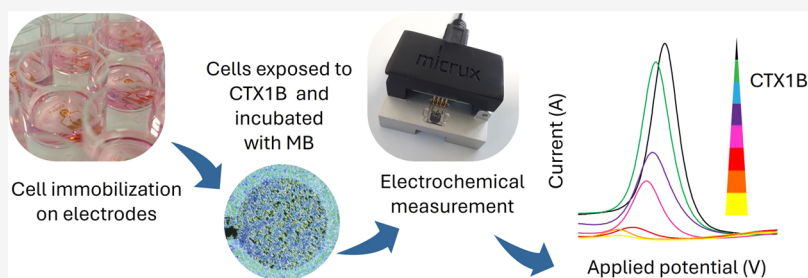 Cell immobilization
on electrodes
Cells exposed to
CTX1B and
incubated
with MB
micrux
Electrochemical
measurement
Current (A)
CTX1B
Applied potential (V)